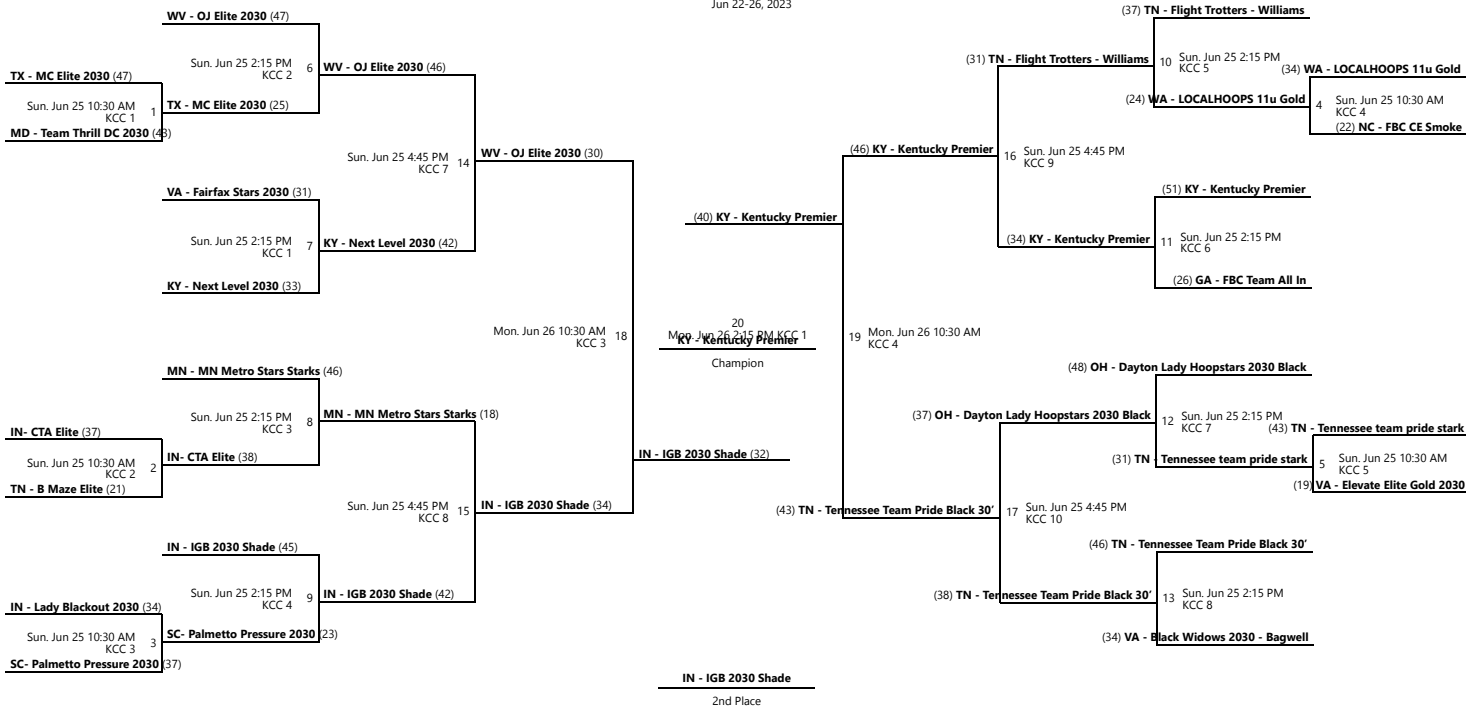 Jun 22-26, 2023
WV - OJ Elite 2030 (47)
Sun. Jun 25 2:15 PM
KCC 2
6
WV - OJ Elite 2030 (46)
TX - MC Elite 2030 (47)
Sun. Jun 25 10:30 AM
KCC 1
1
TX - MC Elite 2030 (25)
MD - Team Thrill DC 2030 (43)
Sun. Jun 25 4:45 PM
KCC 7
14
WV - OJ Elite 2030 (30)
VA - Fairfax Stars 2030 (31)
Sun. Jun 25 2:15 PM
KCC 1
7
KY - Next Level 2030 (42)
KY - Next Level 2030 (33)
Mon. Jun 26 10:30 AM
KCC 3
18
MN - MN Metro Stars Starks (46)
Sun. Jun 25 2:15 PM
KCC 3
8
MN - MN Metro Stars Starks (18)
IN- CTA Elite (37)
Sun. Jun 25 10:30 AM
KCC 2
2
IN- CTA Elite (38)
TN - B Maze Elite (21)
IN - IGB 2030 Shade (32)
Sun. Jun 25 4:45 PM
KCC 8
15
IN - IGB 2030 Shade (34)
IN - IGB 2030 Shade (45)
Sun. Jun 25 2:15 PM
KCC 4
9
IN - IGB 2030 Shade (42)
IN - Lady Blackout 2030 (34)
Sun. Jun 25 10:30 AM
KCC 3
3
SC- Palmetto Pressure 2030 (23)
SC- Palmetto Pressure 2030 (37)
(40) KY - Kentucky Premier
20
Mon. Jun 26 2:15 PM KCC 1
KY - Kentucky Premier
Champion
IN - IGB 2030 Shade
2nd Place
(37) TN - Flight Trotters - Williams
(31) TN - Flight Trotters - Williams
10
Sun. Jun 25 2:15 PM
KCC 5
(34) WA - LOCALHOOPS 11u Gold
(24) WA - LOCALHOOPS 11u Gold
4
Sun. Jun 25 10:30 AM
KCC 4
(22) NC - FBC CE Smoke
(46) KY - Kentucky Premier
16
Sun. Jun 25 4:45 PM
KCC 9
(51) KY - Kentucky Premier
(34) KY - Kentucky Premier
11
Sun. Jun 25 2:15 PM
KCC 6
(26) GA - FBC Team All In
19
Mon. Jun 26 10:30 AM
KCC 4
(48) OH - Dayton Lady Hoopstars 2030 Black
(37) OH - Dayton Lady Hoopstars 2030 Black
12
Sun. Jun 25 2:15 PM
KCC 7
(43) TN - Tennessee team pride stark
(31) TN - Tennessee team pride stark
5
Sun. Jun 25 10:30 AM
KCC 5
(19) VA - Elevate Elite Gold 2030
(43) TN - Tennessee Team Pride Black 30'
17
Sun. Jun 25 4:45 PM
KCC 10
(46) TN - Tennessee Team Pride Black 30'
(38) TN - Tennessee Team Pride Black 30'
13
Sun. Jun 25 2:15 PM
KCC 8
(34) VA - Black Widows 2030 - Bagwell